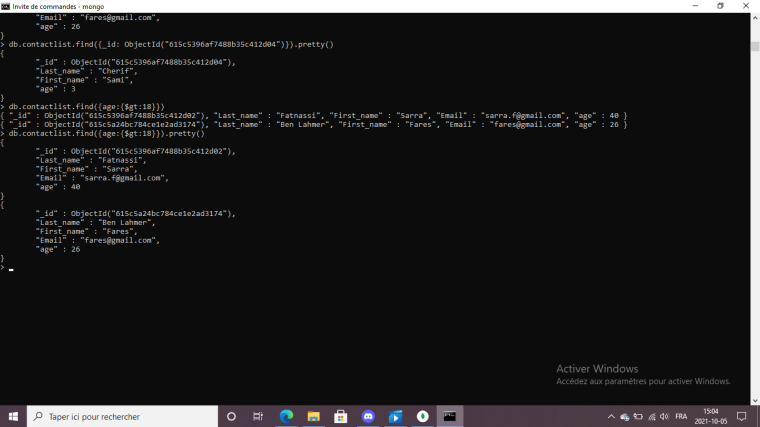 Invite de commandes - mongo
"Email" : "fares@gmail.com",
"age" : 26
}
> db.contactlist.find({_id: ObjectId("615c5396af7488b35c412d04")}).pretty()
{
"_id" : ObjectId("615c5396af7488b35c412d04"),
"Last_name" : "Cherif",
"First_name" : "Sami",
"age" : 3
}
> db.contactlist.find({age:{$gt:18}})
{ "_id" : ObjectId("615c5396af7488b35c412d02"), "Last_name" : "Fatnassi", "First_name" : "Sarra", "Email" : "sarra.f@gmail.com", "age" : 40 }
{ "_id" : ObjectId("615c5a24bc784ce1e2ad3174"), "Last_name" : "Ben Lahmer", "First_name" : "Fares", "Email" : "fares@gmail.com", "age" : 26 }
> db.contactlist.find({age:{$gt:18}}).pretty()
{
"_id" : ObjectId("615c5396af7488b35c412d02"),
"Last_name" : "Fatnassi",
"First_name" : "Sarra",
"Email" : "sarra.f@gmail.com",
"age" : 40
}
{
"_id" : ObjectId("615c5a24bc784ce1e2ad3174"),
"Last_name" : "Ben Lahmer",
"First_name" : "Fares",
"Email" : "fares@gmail.com",
"age" : 26
}
>
Activer Windows
Accédez aux paramètres pour activer Windows.
Taper ici pour rechercher
FRA
15:04
2021-10-05